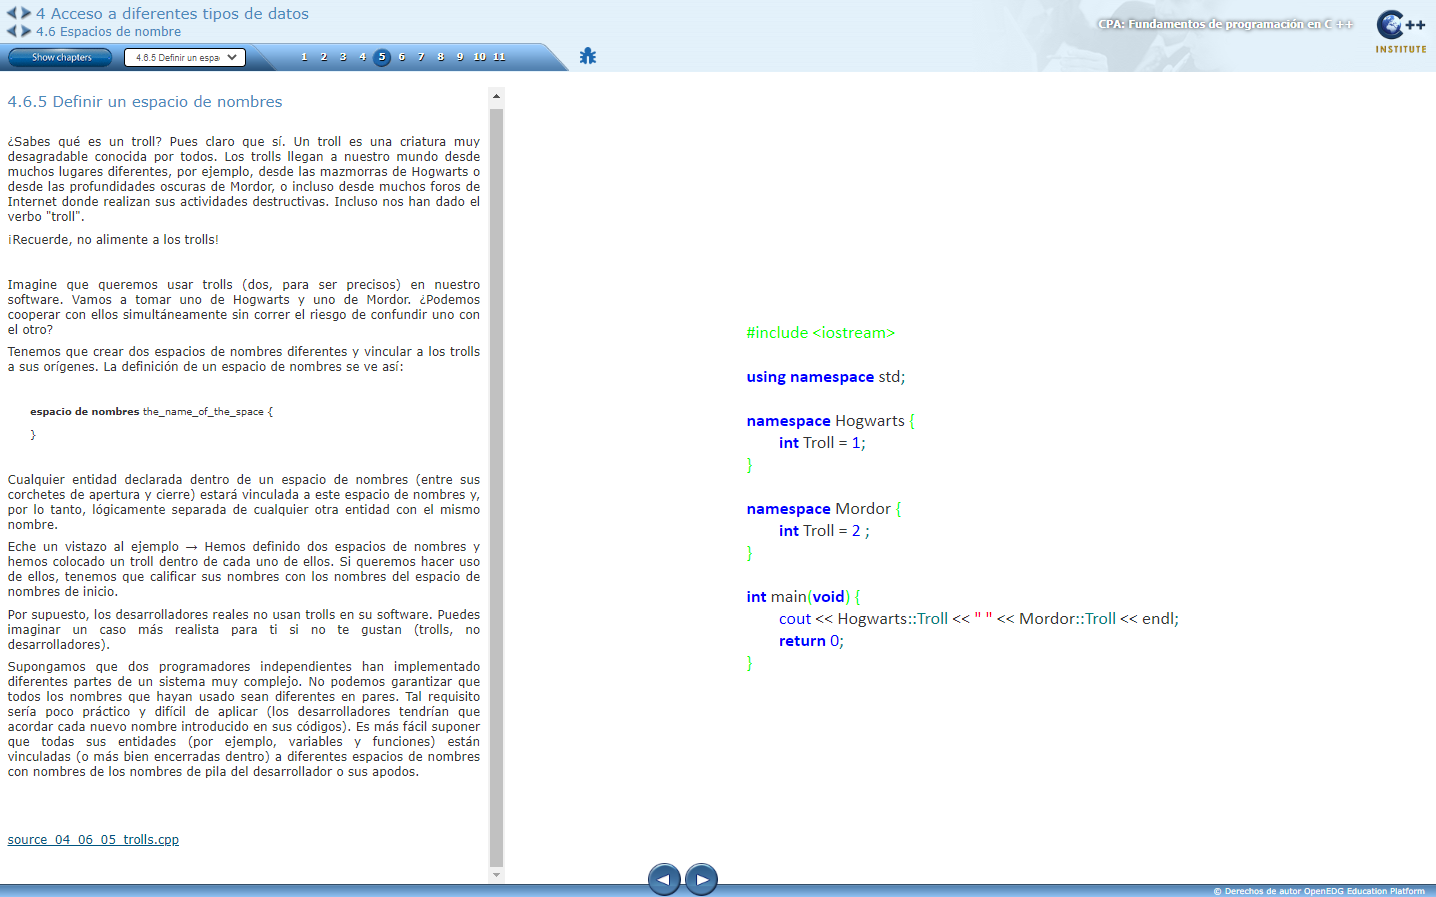 4 Acceso a diferentes tipos de datos
4.6 Espacios de nombre
CPA: Fundamentos de programación en C ++
C++
INSTITUTE
Show chapters
4.6.5 Definir un espa
1 2 3 4 5 6 7 8 9 10 11
4.6.5 Definir un espacio de nombres
¿Sabes qué es un troll? Pues claro que sí. Un troll es una criatura muy
desagradable conocida por todos. Los trolls llegan a nuestro mundo desde
muchos lugares diferentes, por ejemplo, desde las mazmorras de Hogwarts o
desde las profundidades oscuras de Mordor, o incluso desde muchos foros de
Internet donde realizan sus actividades destructivas. Incluso nos han dado el
verbo "troll".
¡Recuerde, no alimente a los trolls!
Imagine que queremos usar trolls (dos, para ser precisos) en nuestro
software. Vamos a tomar uno de Hogwarts y uno de Mordor. ¿Podemos
cooperar con ellos simultáneamente sin correr el riesgo de confundir uno con
el otro?
Tenemos que crear dos espacios de nombres diferentes y vincular a los trolls
a sus orígenes. La definición de un espacio de nombres se ve así:
espacio de nombres the_name_of_the_space {
}
Cualquier entidad declarada dentro de un espacio de nombres (entre sus
corchetes de apertura y cierre) estará vinculada a este espacio de nombres y,
por lo tanto, lógicamente separada de cualquier otra entidad con el mismo
nombre.
Eche un vistazo al ejemplo → Hemos definido dos espacios de nombres y
hemos colocado un troll dentro de cada uno de ellos. Si queremos hacer uso
de ellos, tenemos que calificar sus nombres con los nombres del espacio de
nombres de inicio.
Por supuesto, los desarrolladores reales no usan trolls en su software. Puedes
imaginar un caso más realista para ti si no te gustan (trolls, no
desarrolladores).
Supongamos que dos programadores independientes han implementado
diferentes partes de un sistema muy complejo. No podemos garantizar que
todos los nombres que hayan usado sean diferentes en pares. Tal requisito
sería poco práctico y difícil de aplicar (los desarrolladores tendrían que
acordar cada nuevo nombre introducido en sus códigos). Es más fácil suponer
que todas sus entidades (por ejemplo, variables y funciones) están
vinculadas (o más bien encerradas dentro) a diferentes espacios de nombres
con nombres de los nombres de pila del desarrollador o sus apodos.
source_04_06_05_trolls.cpp
#include <iostream>
using namespace std;
namespace Hogwarts {
int Troll = 1;
}
namespace Mordor {
int Troll = 2 ;
}
int main(void) {
cout << Hogwarts::Troll << " " << Mordor::Troll << endl;
return 0;
}
© Derechos de autor OpenEDG Education Platform